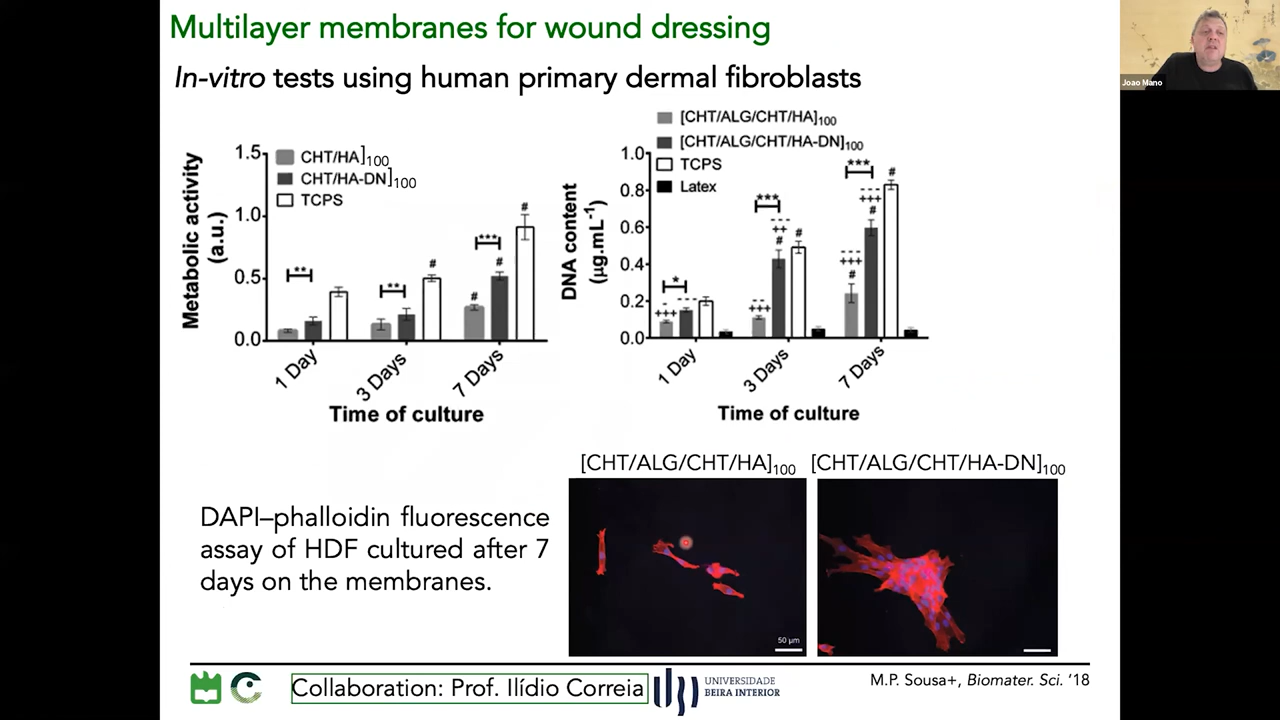 Multilayer membranes for wound dressing
Joao Mano
In-vitro tests using human primary dermal fibroblasts
Metabolic activity
(a.u.)
1.5
1.0
0.5
0.0
CHT/HA]100
CHT/HA-DN]100
TCPS
**
**
#
#
***
#
#
1 Day
3 Days
7 Days
Time of culture
[CHT/ALG/CHT/HA]100
[CHT/ALG/CHT/HA-DN]100
TCPS
Latex
DNA content
(µg.mL-1)
1.0
0.8
0.6
0.4
0.2
0.0
*
-
+++
---
***
--
+++
---
++
#
#
***
---
+++
#
---
+++
#
#
1 Day
3 Days
7 Days
Time of culture
[CHT/ALG/CHT/HA]100
[CHT/ALG/CHT/HA-DN]100
DAPI–phalloidin fluorescence
assay of HDF cultured after 7
days on the membranes.
50 µm
Collaboration: Prof. Ilídio Correia
UNIVERSIDADE
BEIRA INTERIOR
M.P. Sousa+, Biomater. Sci. ‘18